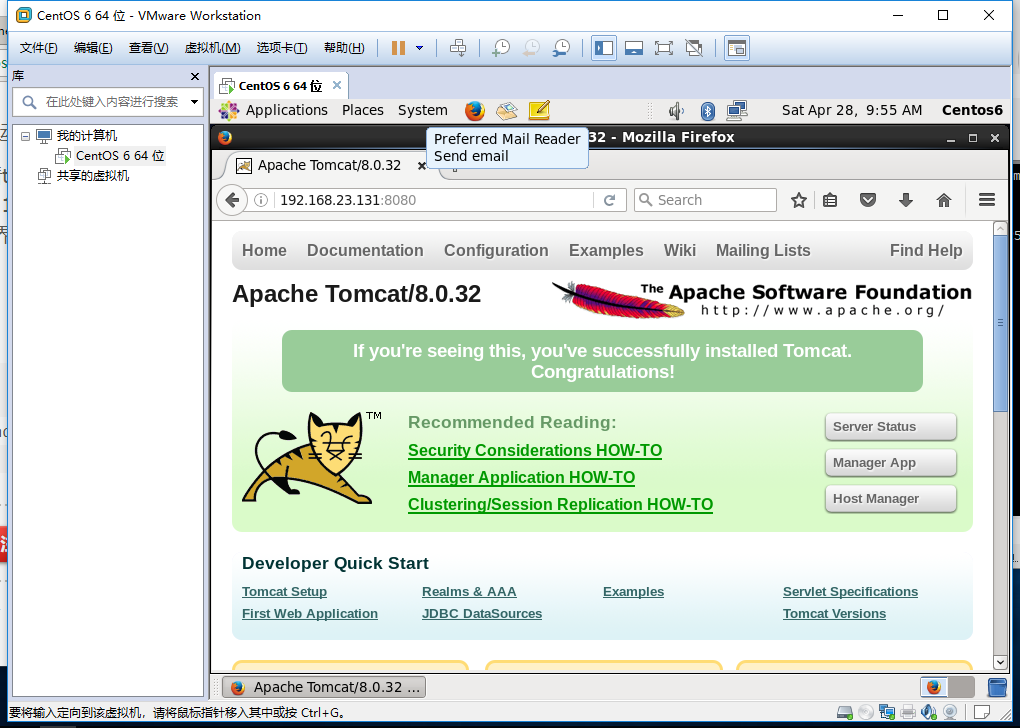 CentOS 6 64 位 - VMware Workstation
文件(F) 编辑(E) 查看(V) 虚拟机(M) 选项卡(T) 帮助(H)
库
在此处键入内容进行搜索
我的计算机
CentOS 6 64 位
共享的虚拟机
CentOS 6 64 位
Applications Places System Sat Apr 28, 9:55 AM Centos6
32 - Mozilla Firefox
Preferred Mail Reader
Send email
Apache Tomcat/8.0.32
192.168.23.131:8080
Search
Home Documentation Configuration Examples Wiki Mailing Lists Find Help
Apache Tomcat/8.0.32
The Apache Software Foundation
http://www.apache.org/
If you're seeing this, you've successfully installed Tomcat.
Congratulations!
TM
Recommended Reading:
Security Considerations HOW-TO
Manager Application HOW-TO
Clustering/Session Replication HOW-TO
Server Status
Manager App
Host Manager
Developer Quick Start
Tomcat Setup Realms & AAA Examples Servlet Specifications
First Web Application JDBC DataSources Tomcat Versions
Apache Tomcat/8.0.32 ...
要将输入定向到该虚拟机，请将鼠标指针移入其中或按 Ctrl+G。